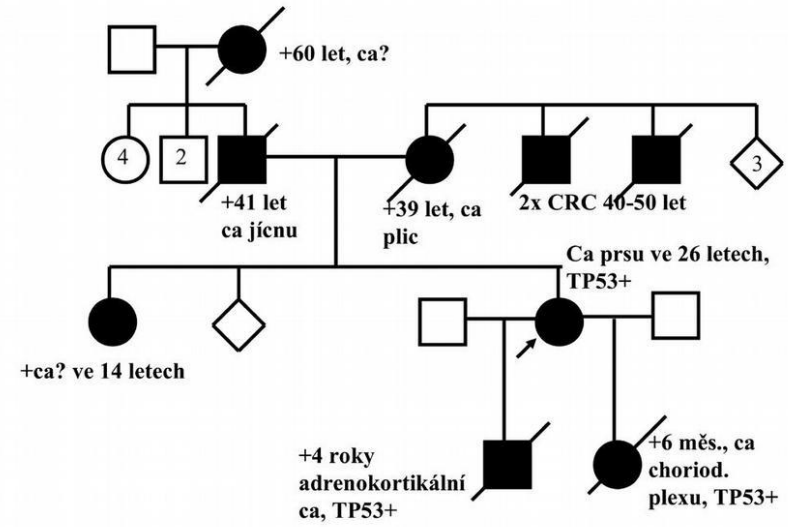 +60 let, ca?
4
2
3
+41 let
ca jícnu
+39 let, ca
plic
2x CRC 40-50 let
Ca prsu ve 26 letech,
TP53+
+ca? ve 14 letech
+4 roky
adrenokortikální
ca, TP53+
+6 měs., ca
choriod.
plexu, TP53+